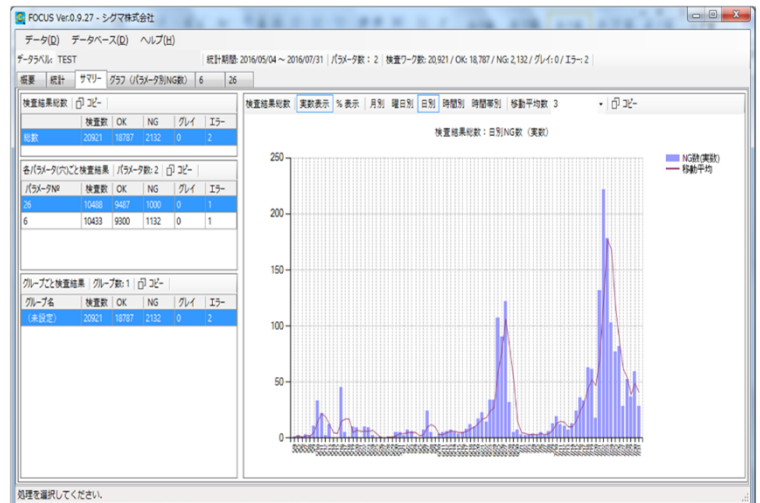 FOCUS Ver.0.9.27 - シグマ株式会社
データ(D) データベース(D) ヘルプ(H)
データラベル: TEST 統計期間: 2016/05/04 ～ 2016/07/31 パラメータ数: 2 検査ワーク数: 20,921 / OK: 18,787 / NG: 2,132 / グレイ: 0 / エラー: 2
概要 統計 サマリー グラフ (パラメータ別NG数) 6 26
検査結果総数 コピー
検査数 OK NG グレイ エラー
総数 20921 18787 2132 0 2
各パラメータ(穴)ごと検査結果 パラメータ数: 2 コピー
パラメータNo 検査数 OK NG グレイ エラー
26 10488 9487 1000 0 1
6 10433 9300 1132 0 1
グループごと検査結果 グループ数: 1 コピー
グループ名 検査数 OK NG グレイ エラー
(未設定) 20921 18787 2132 0 2
検査結果総数 実数表示 % 表示 月別 曜日別 日別 時間別 時間帯別 移動平均数 3 コピー
検査結果総数：日別NG数（実数）
NG数(実数)
移動平均
250
200
150
100
50
0
処理を選択してください.